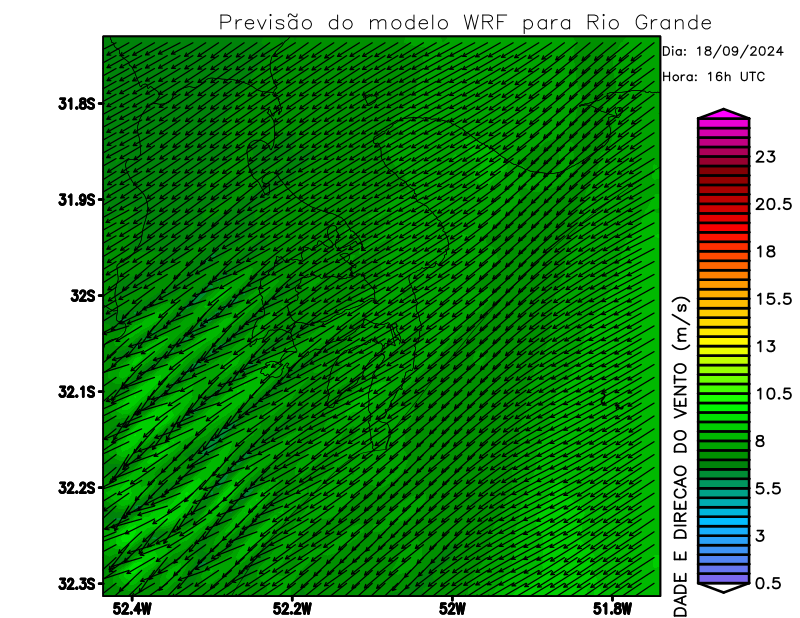 Previsão do modelo WRF para Rio Grande
Dia: 18/09/2024
Hora: 16h UTC
31.8S
31.9S
32S
32.1S
32.2S
32.3S
52.4W
52.2W
52W
51.8W
DADE E DIRECAO DO VENTO (m/s)
23
20.5
18
15.5
13
10.5
8
5.5
3
0.5